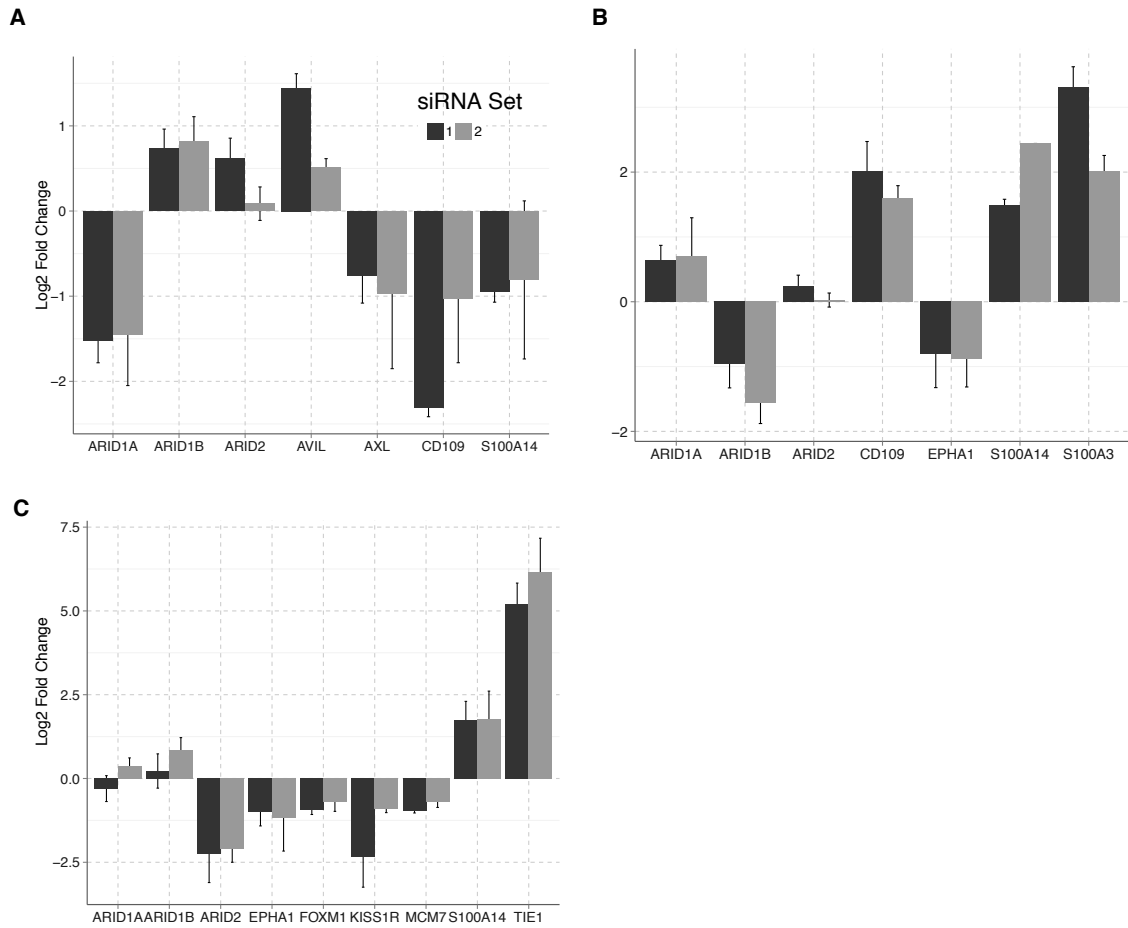 A
B
Log2 Fold Change
1
0
−1
−2
siRNA Set
1 2
ARID1A ARID1B ARID2 AVIL AXL CD109 S100A14
2
0
−2
ARID1A ARID1B ARID2 CD109 EPHA1 S100A14 S100A3
C
Log2 Fold Change
7.5
5.0
2.5
0.0
−2.5
ARID1A ARID1B ARID2 EPHA1 FOXM1 KISS1R MCM7 S100A14 TIE1